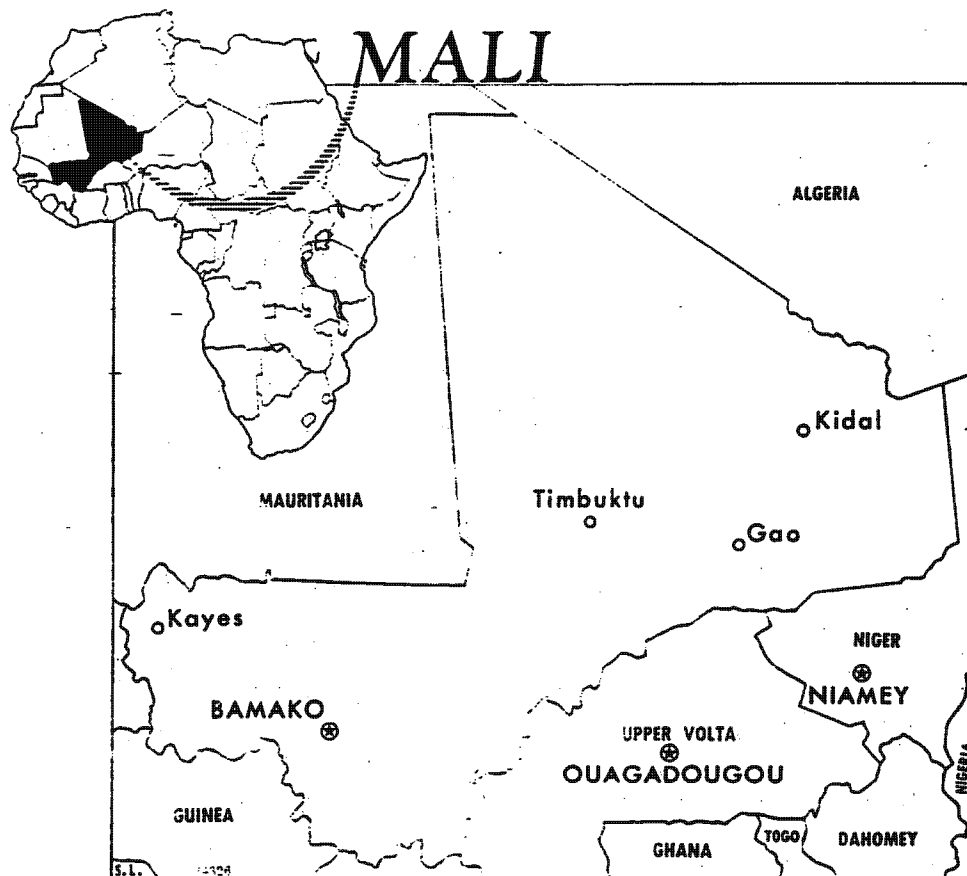 MALI
ALGERIA
Kidal
MAURITANIA
Timbuktu
Gao
Kayes
NIGER
NIAMEY
BAMAKO
UPPER VOLTA
OUAGADOUGOU
NIGERIA
GUINEA
TOGO
DAHOMEY
GHANA
S.L.